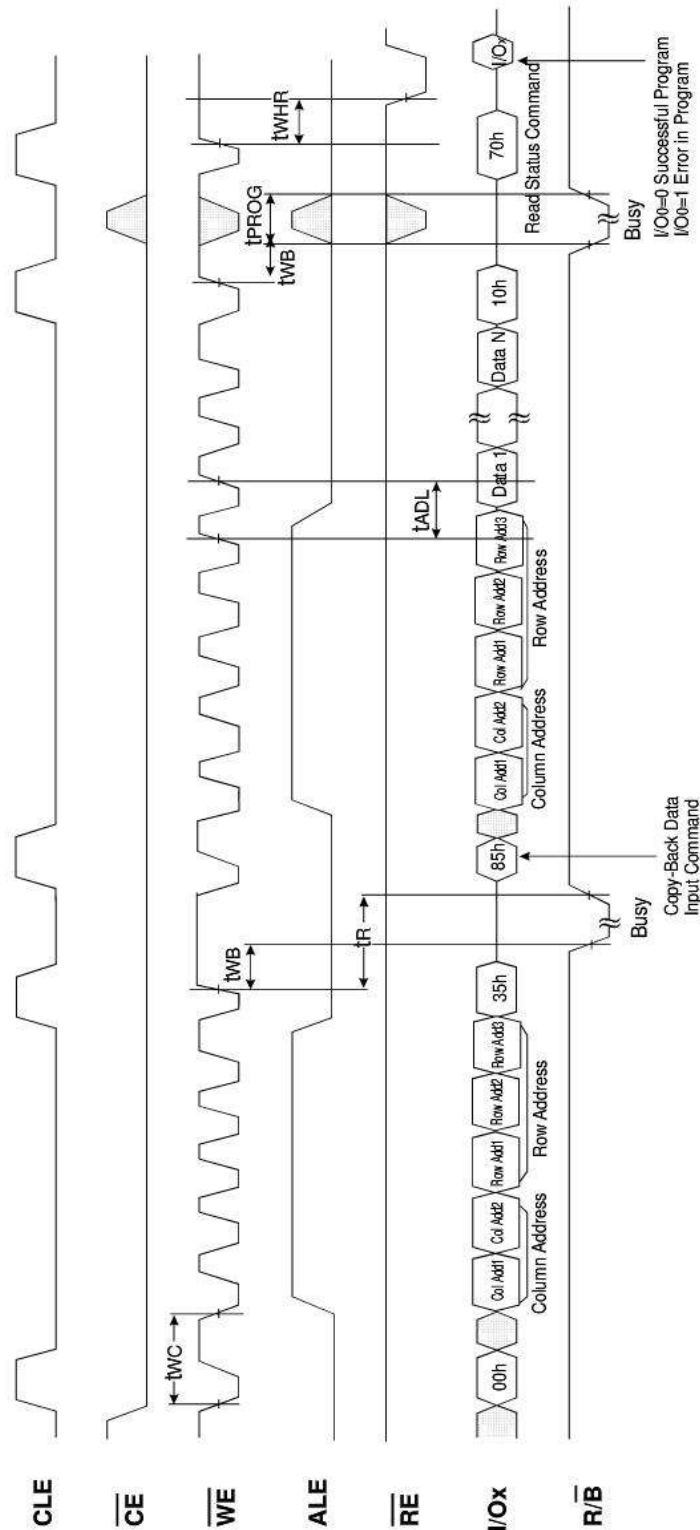 CLE
CE
WE
ALE
RE
I/Ox
R/B
tWC
tWB
tR
tADL
tWB
tPROG
tWHR
00h
Col Add1
Col Add2
Row Add1
Row Add2
Row Add3
35h
85h
Col Add1
Col Add2
Row Add1
Row Add2
Row Add3
Data 1
Data N
10h
70h
I/Ox
Column Address
Row Address
Column Address
Row Address
Read Status Command
Busy
Busy
Copy-Back Data
Input Command
I/O0=0 Successful Program
I/O0=1 Error in Program